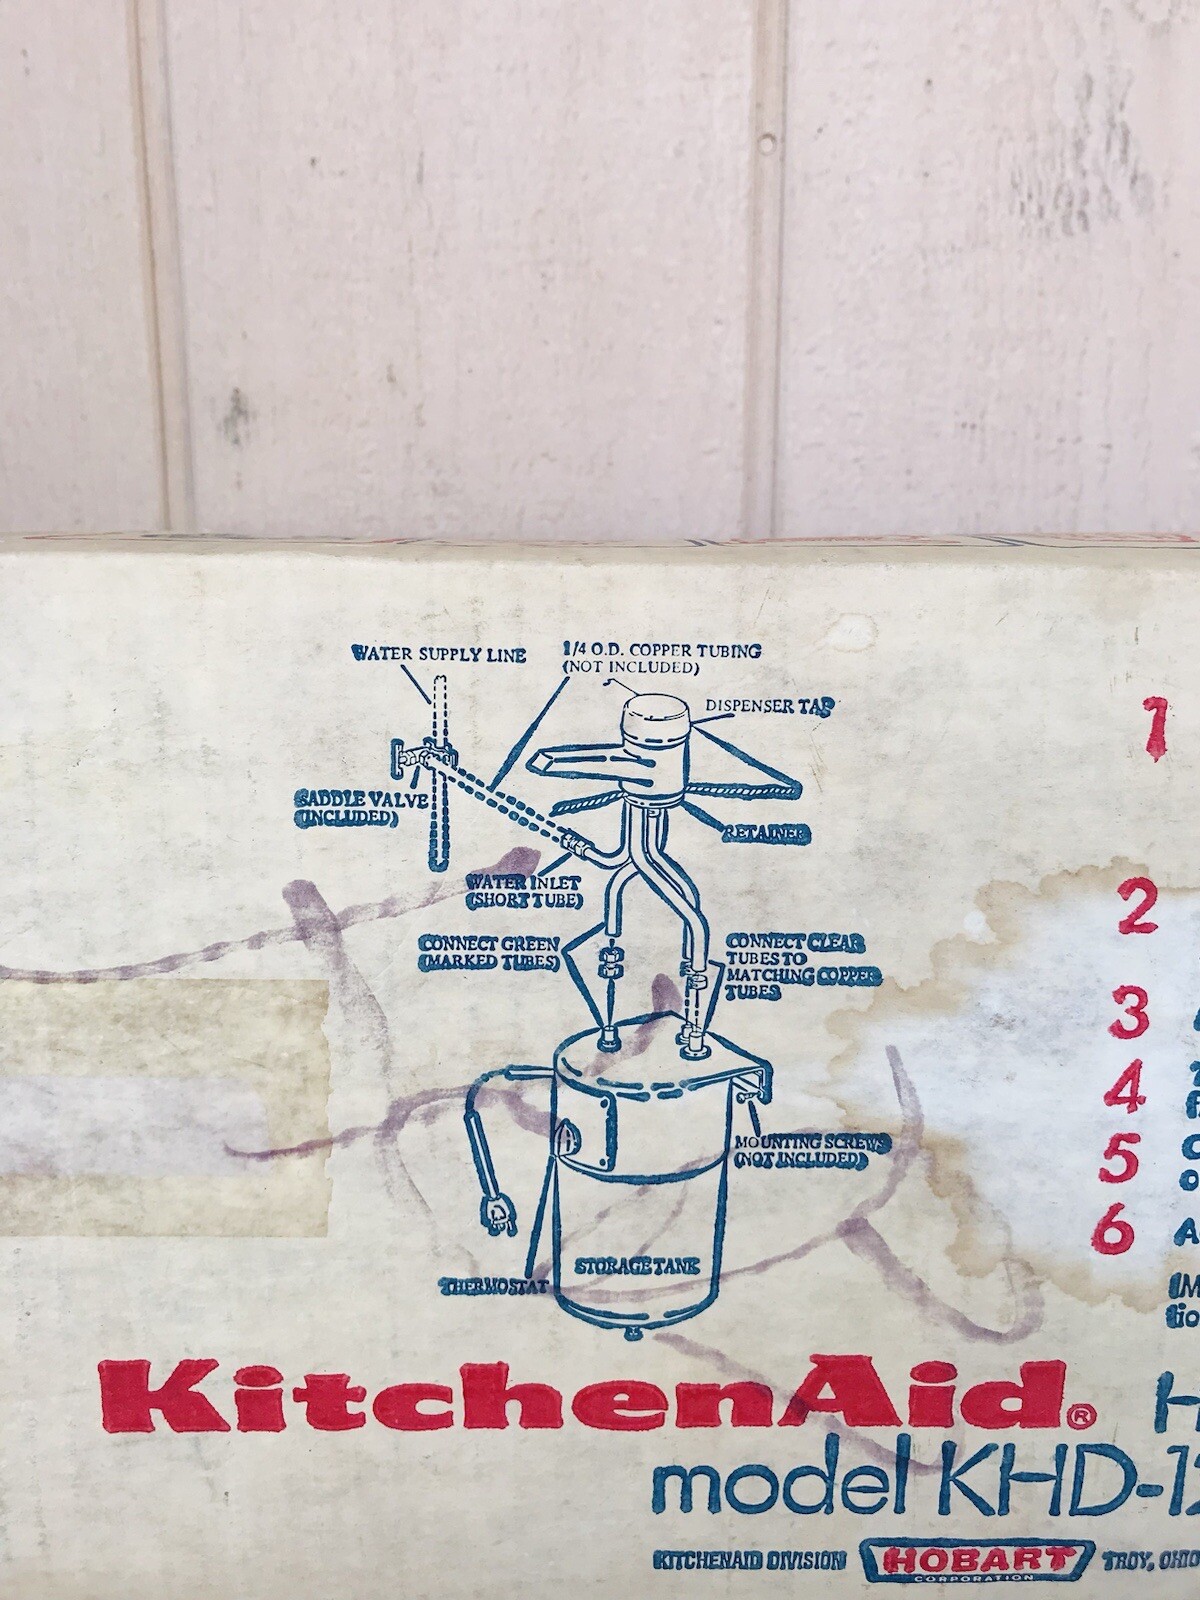 WATER SUPPLY LINE
1/4 O.D. COPPER TUBING
(NOT INCLUDED)
DISPENSER TAP
SADDLE VALVE
(INCLUDED)
RETAINER
WATER INLET
(SHORT TUBE)
CONNECT GREEN
(MARKED TUBES)
CONNECT CLEAR
TUBES TO
MATCHING COPPER
TUBES
MOUNTING SCREWS
(NOT INCLUDED)
STORAGE TANK
THERMOSTAT
1
2
3
4
5
6
KitchenAid®
model KHD-12
KITCHENAID DIVISION HOBART CORPORATION TROY, OHIO